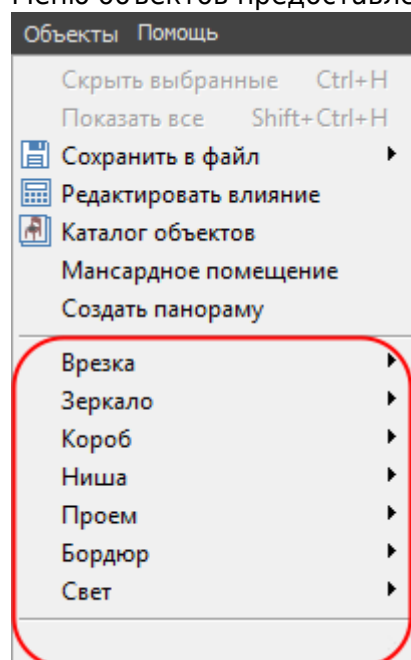 Меню объектов предоставле
Объекты Помощь
Скрыть выбранные Ctrl+H
Показать все Shift+Ctrl+H
Сохранить в файл
Редактировать влияние
Каталог объектов
Мансардное помещение
Создать панораму
Врезка
Зеркало
Короб
Ниша
Проем
Бордюр
Свет